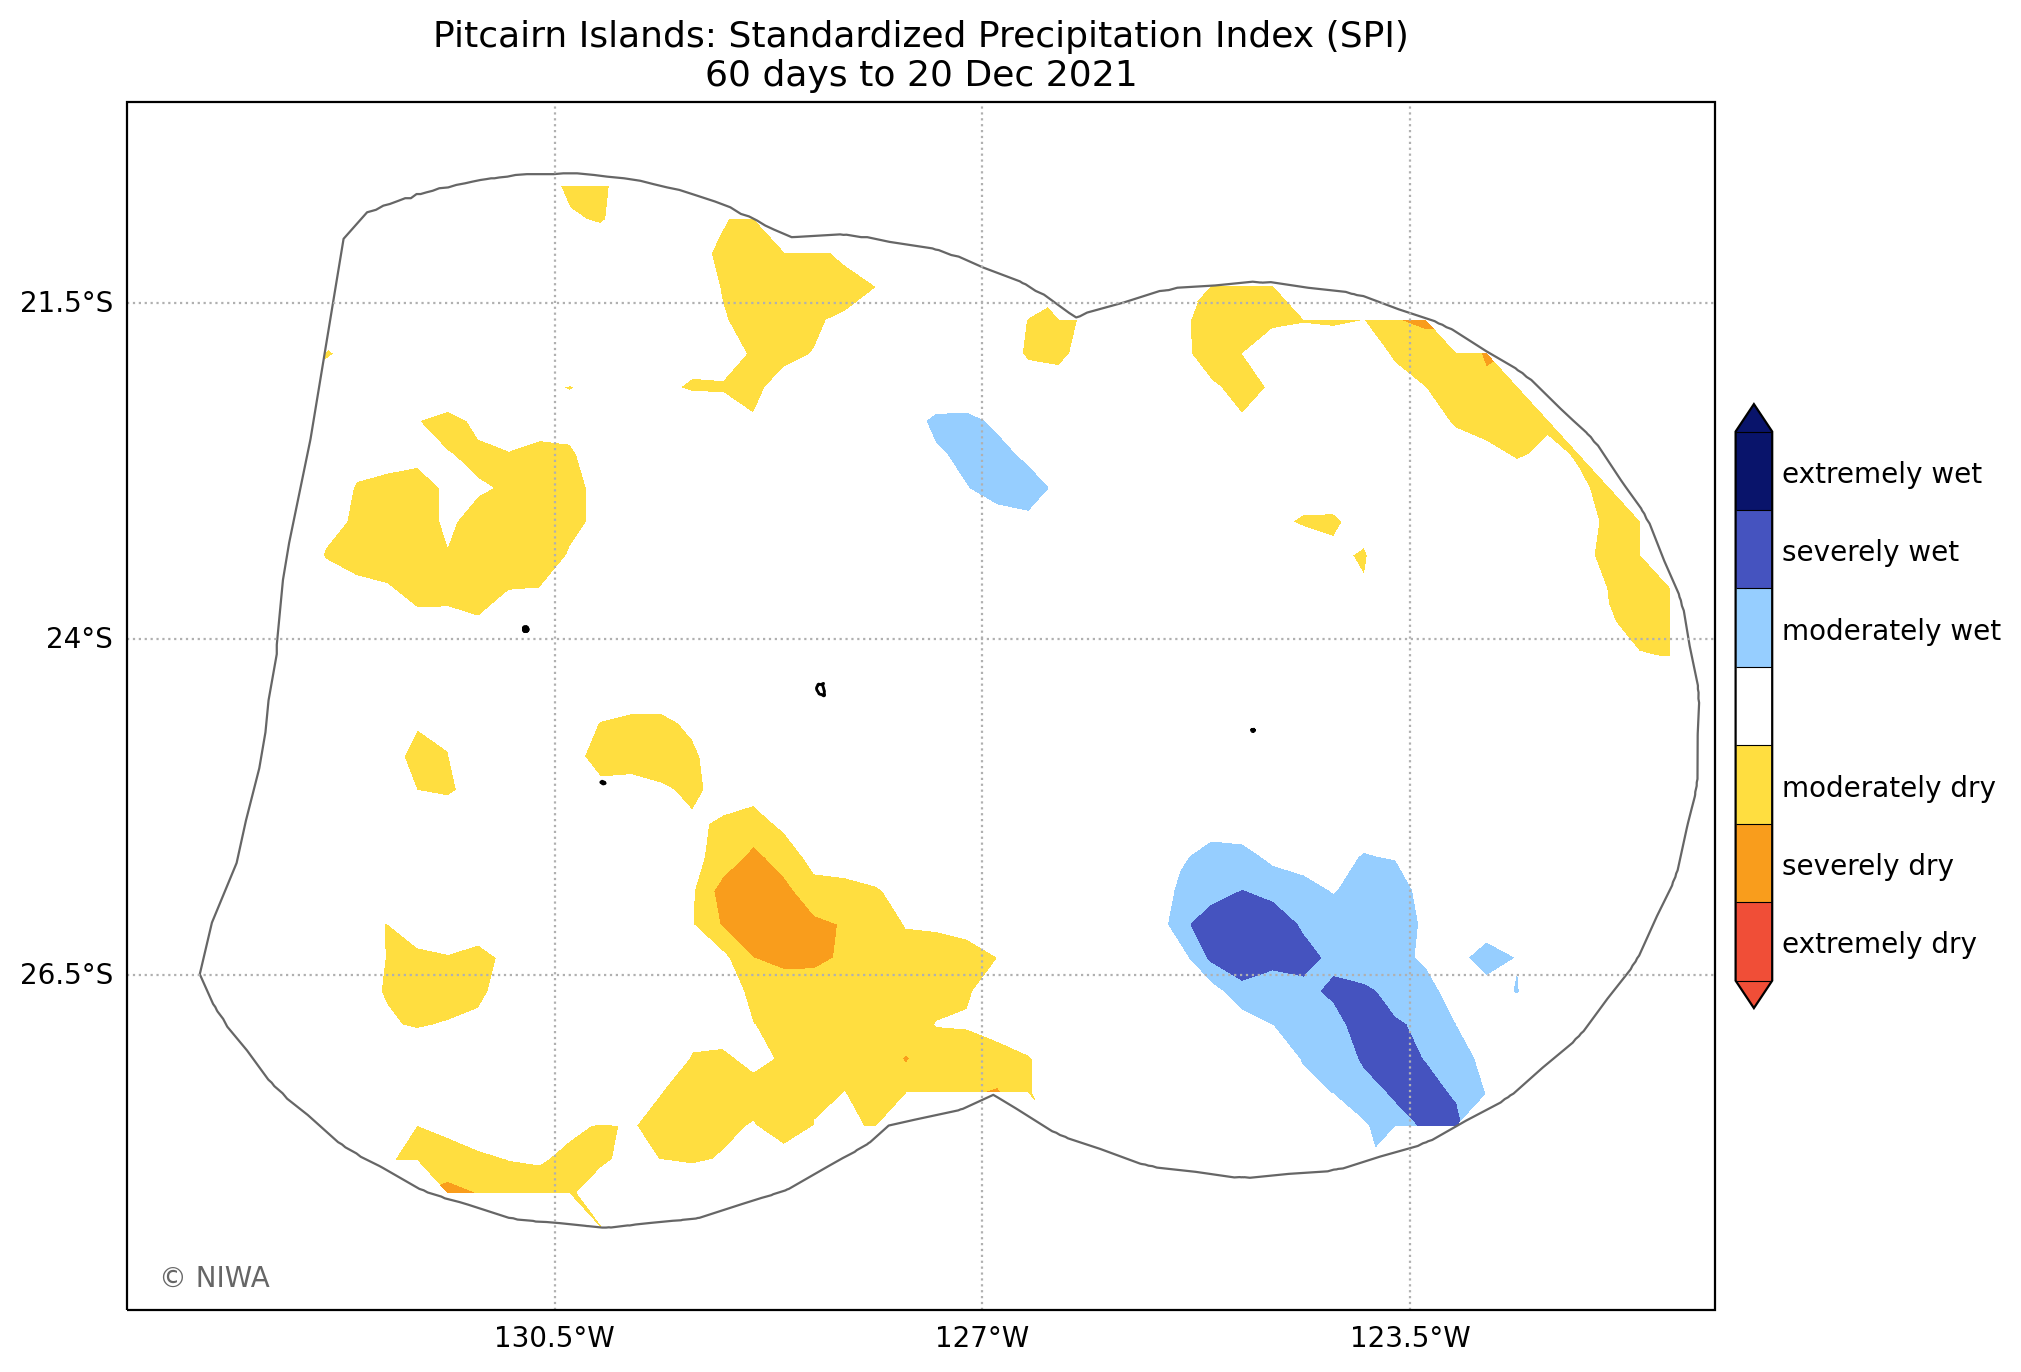 Pitcairn Islands: Standardized Precipitation Index (SPI)
60 days to 20 Dec 2021
21.5°S
24°S
26.5°S
130.5°W
127°W
123.5°W
extremely wet
severely wet
moderately wet
moderately dry
severely dry
extremely dry
© NIWA